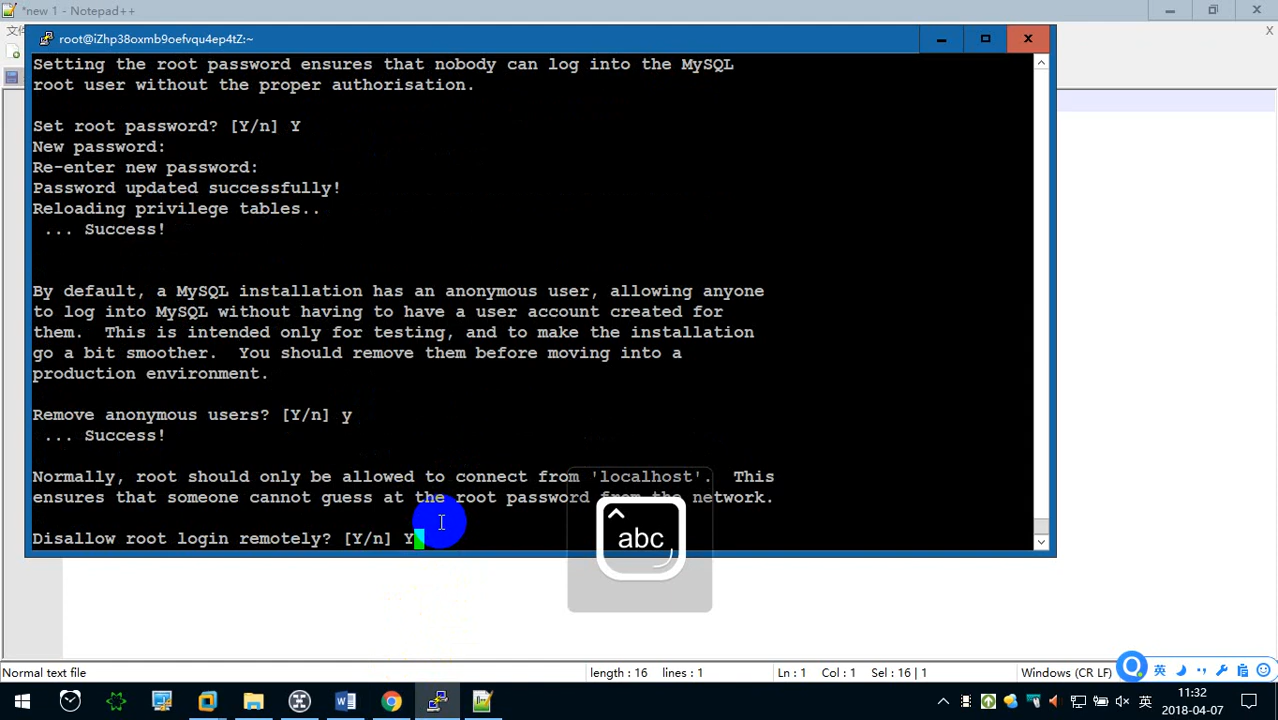 *new 1 - Notepad++
root@iZhp38oxmb9oefvqu4ep4tZ:~
Setting the root password ensures that nobody can log into the MySQL
root user without the proper authorisation.
Set root password? [Y/n] Y
New password:
Re-enter new password:
Password updated successfully!
Reloading privilege tables..
... Success!
By default, a MySQL installation has an anonymous user, allowing anyone
to log into MySQL without having to have a user account created for
them.  This is intended only for testing, and to make the installation
go a bit smoother.  You should remove them before moving into a
production environment.
Remove anonymous users? [Y/n] y
... Success!
Normally, root should only be allowed to connect from 'localhost'.  This
ensures that someone cannot guess at the root password from the network.
Disallow root login remotely? [Y/n] Y
abc
Normal text file
length : 16 lines : 1
Ln : 1 Col : 1 Sel : 16 | 1
Windows (CR LF)
英
英
11:32
2018-04-07